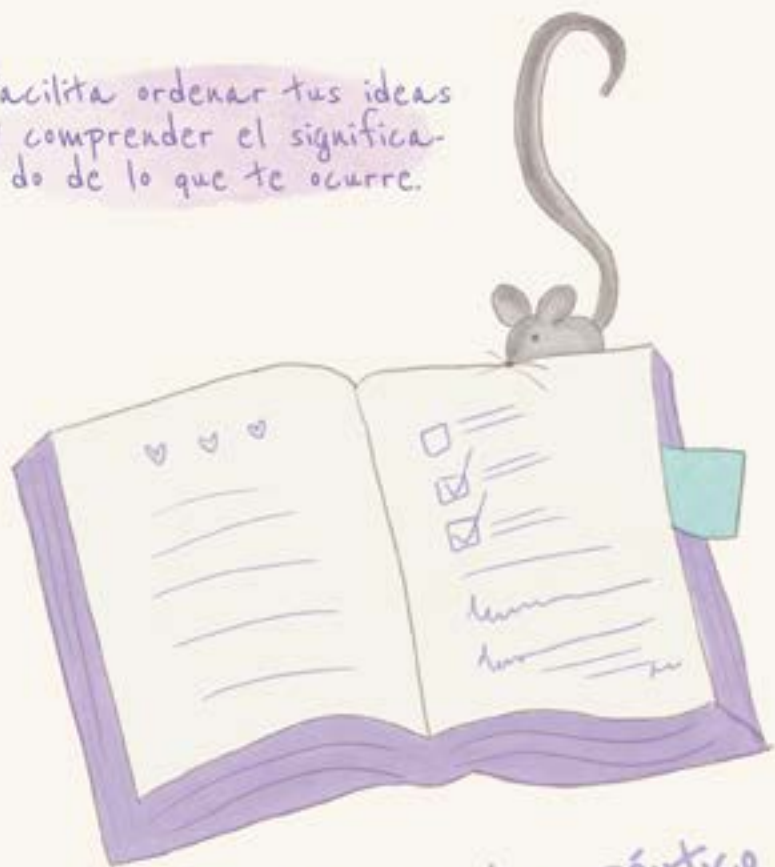 acilita ordenar tus ideas
comprender el significa-
do de lo que te ocurre.